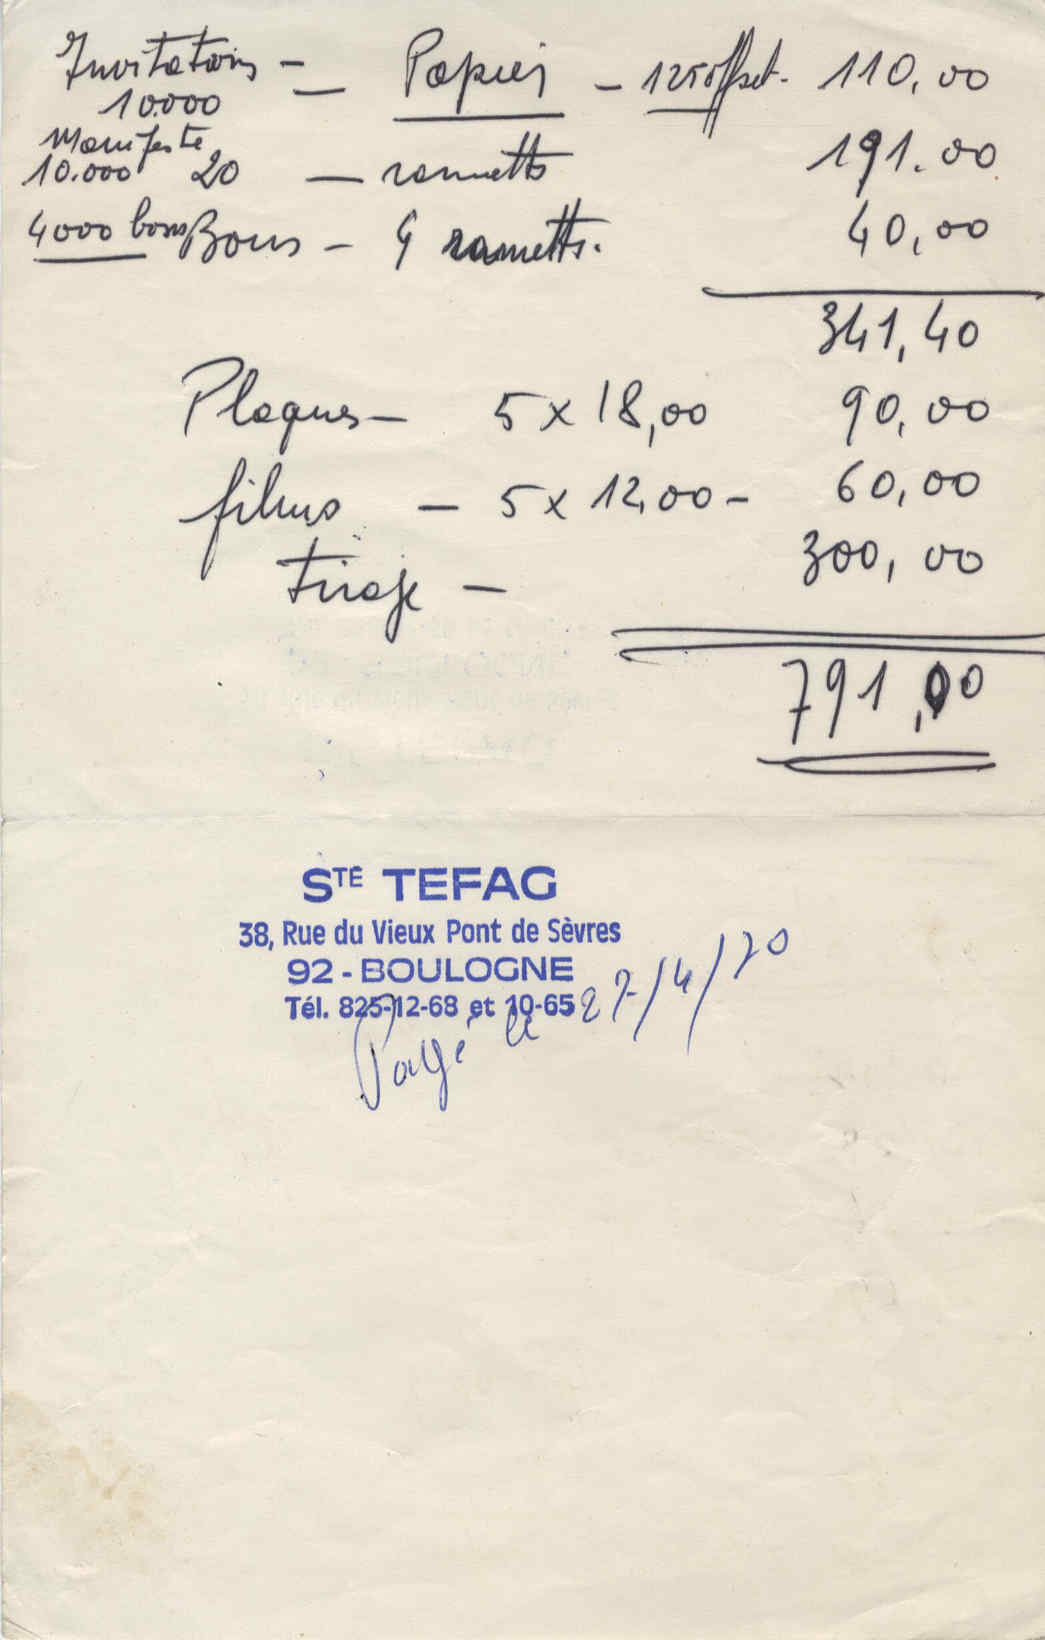 Invitations — Papier — 125 offset. 110,00
10.000
Manifeste
10.000 20 — ramettes 191.00
4000 bons Bons — 4 ramettes. 40,00
341,40
Plaques — 5 x 18,00 90,00
films — 5 x 12,00 — 60,00
tirage — 300,00
791,00
STÉ TEFAG
38, Rue du Vieux Pont de Sèvres
92 - BOULOGNE
Tél. 825-12-68 et 10-65
Payé le 27/4/70